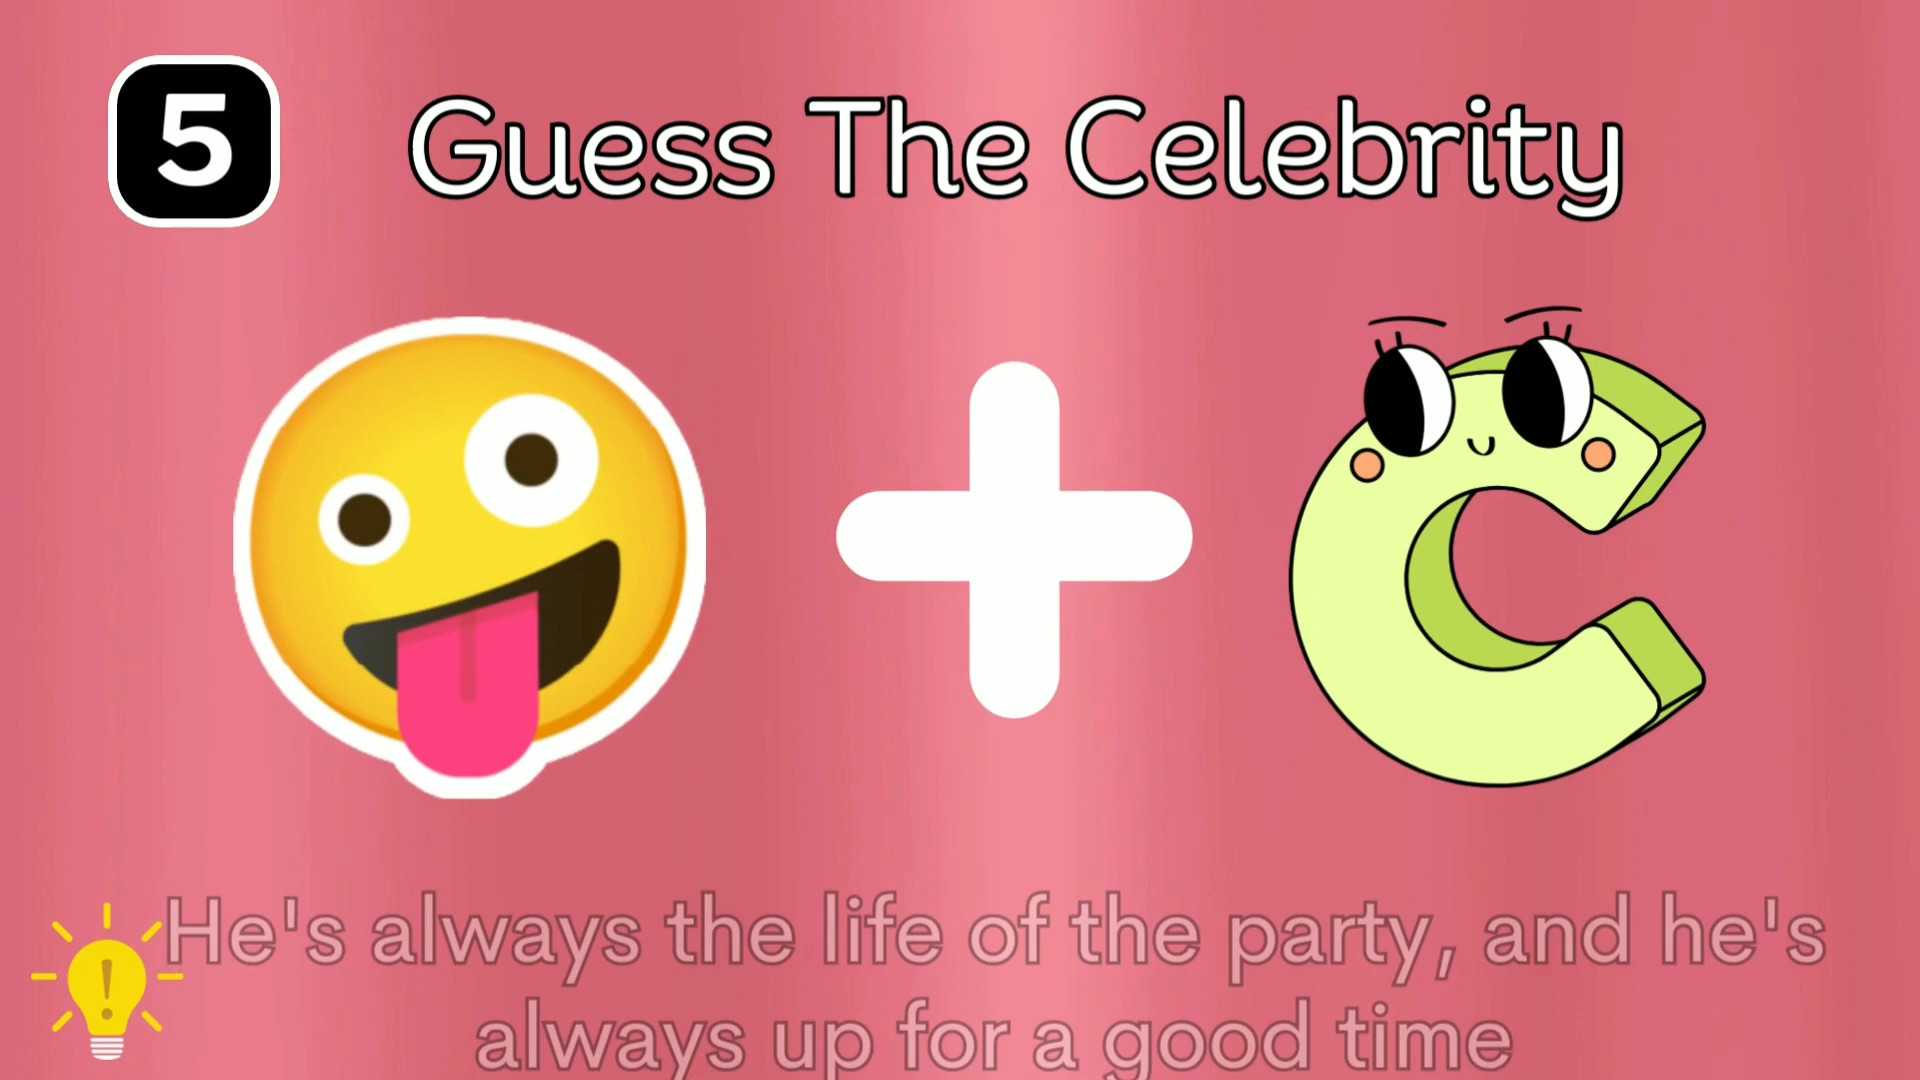 5
Guess The Celebrity
C
He's always the life of the party, and he's
always up for a good time